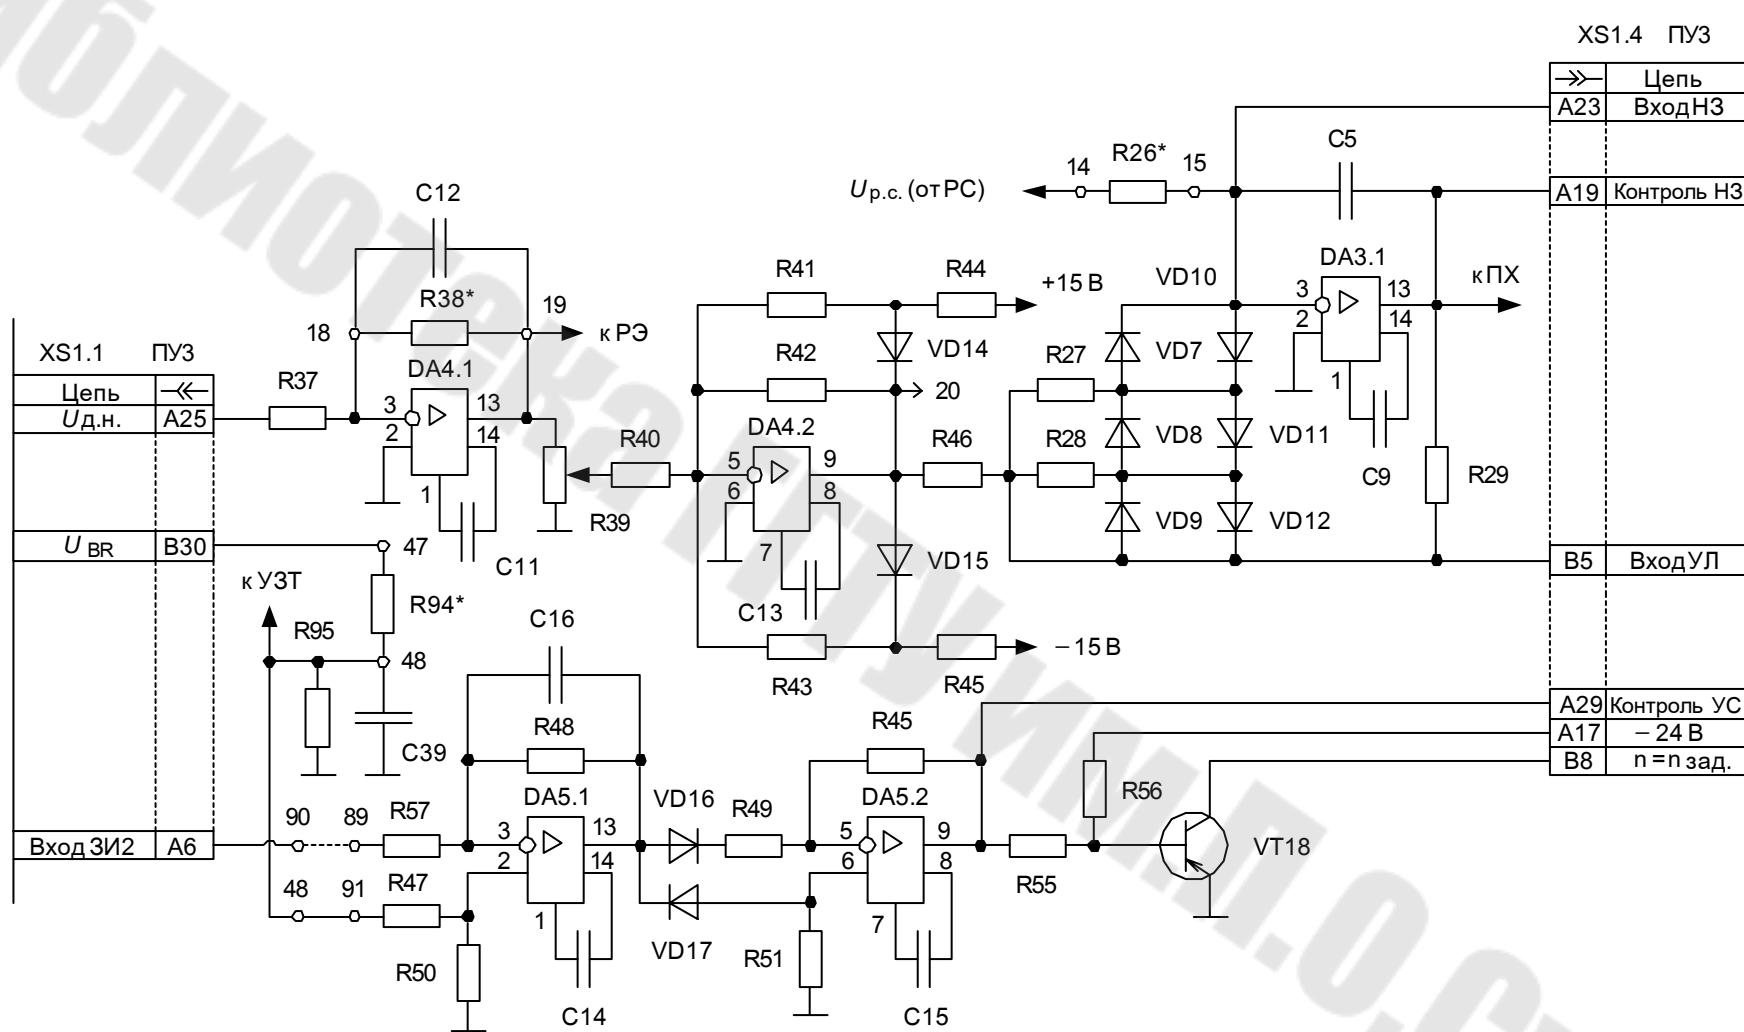 XS1.4 ПУЗ
Цепь
A23 Вход НЗ
C5
14 R26* 15
Uр.с. (от РС)
A19 Контроль НЗ
C12
DA3.1
R41 R44
+15 В
VD10
3 13
к ПХ
R38* 19
2 14
18 к РЭ
VD14 VD7
XS1.1 ПУЗ
R42 R27
DA4.1
R37
1
Цепь
3 13
20
Uд.н. A25
DA4.2
2 14
R40 R46 R28 VD8 VD11
5 9
C9 R29
1
6 8
R39
VD9 VD12
U BR B30 47
7
VD15
B5 Вход УЛ
C11
к УЗТ
R94*
C13
C16
R95
48
– 15 В
R43 R45
A29 Контроль УС
R48 R45
A17 – 24 В
C39
B8 n = n зад.
DA5.1 VD16 R49 DA5.2 R56
90 89 R57
3 13 5 9
VT18
Вход ЗИ2 A6
2 14 6 8
48 91 R47
R55
1 7
VD17
R50 R51
C14 C15
библиотека ГГТУ им.П.О.С